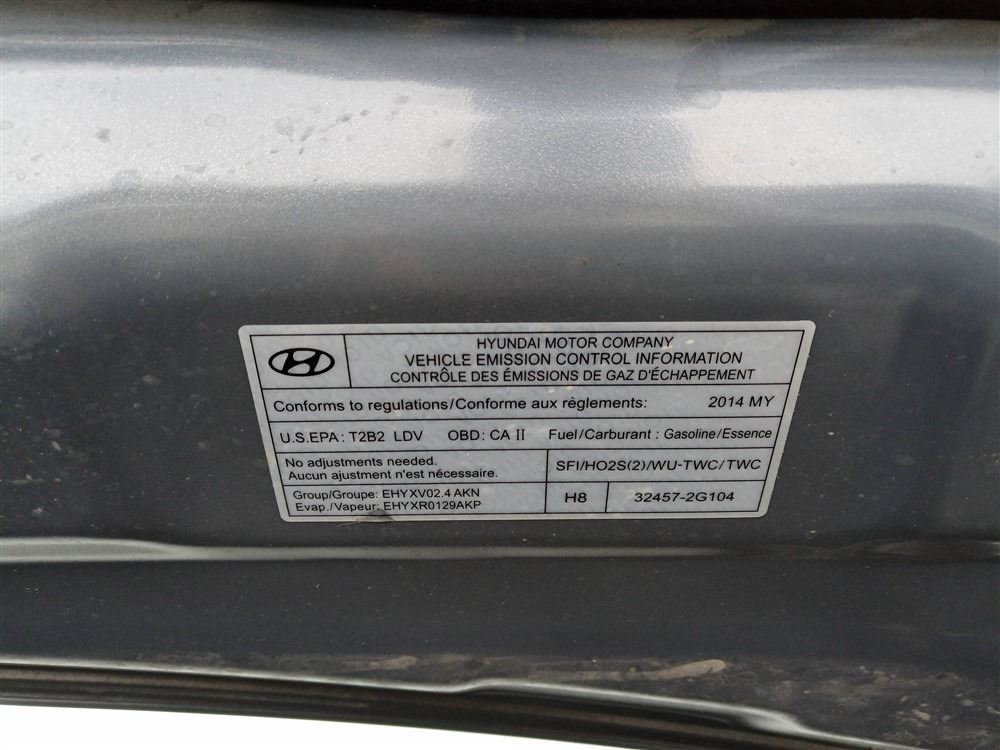 HYUNDAI MOTOR COMPANY
VEHICLE EMISSION CONTROL INFORMATION
CONTRÔLE DES ÉMISSIONS DE GAZ D'ÉCHAPPEMENT
Conforms to regulations/Conforme aux règlements: 2014 MY
U.S.EPA : T2B2 LDV OBD: CA II Fuel/Carburant : Gasoline/Essence
No adjustments needed.
Aucun ajustment n'est nécessaire.
SFI/HO2S(2)/WU-TWC/TWC
Group/Groupe: EHYXV02.4 AKN
Evap./Vapeur: EHYXR0129AKP
H8 32457-2G104